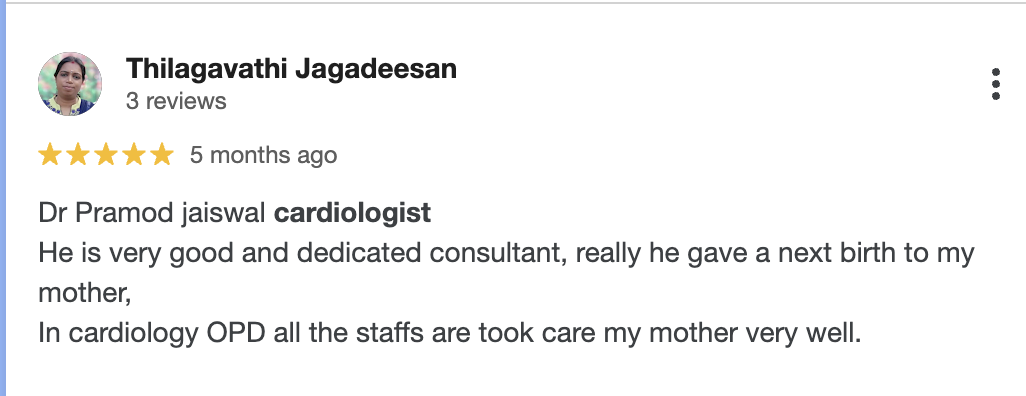 Thilagavathi Jagadeesan
3 reviews
5 months ago
Dr Pramod jaiswal cardiologist
He is very good and dedicated consultant, really he gave a next birth to my
mother,
In cardiology OPD all the staffs are took care my mother very well.